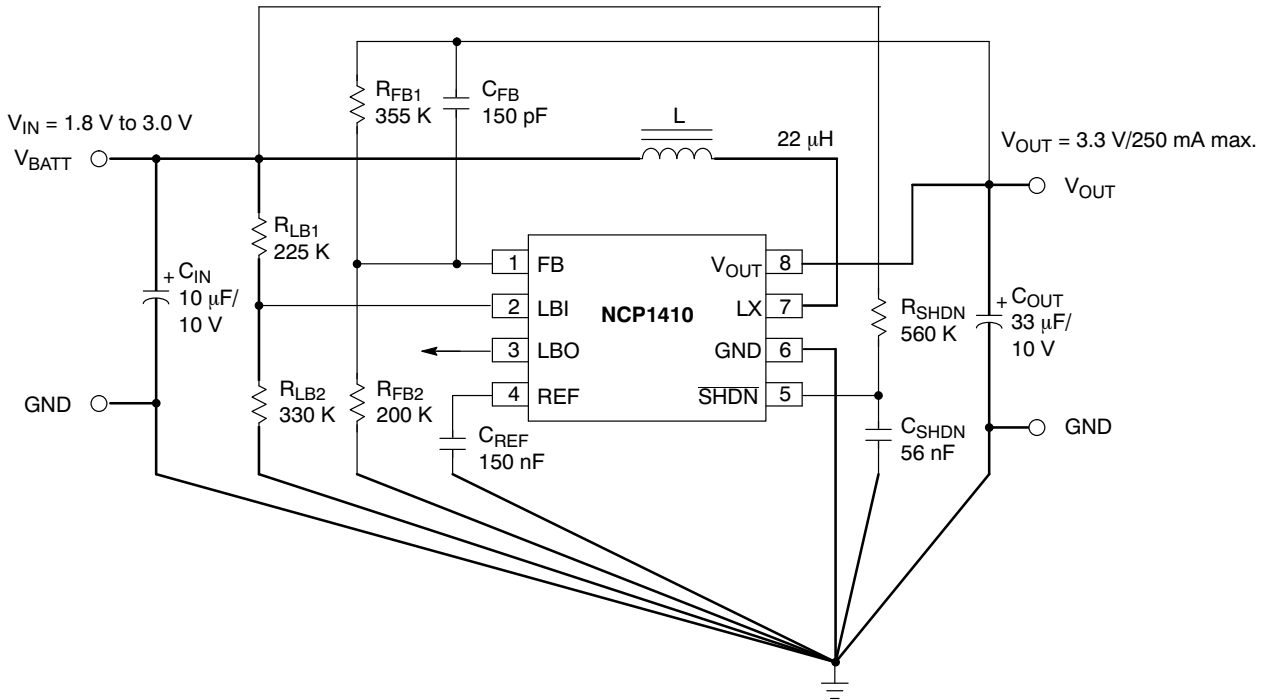 R_FB1
355 K
C_FB
150 pF
V_IN = 1.8 V to 3.0 V
V_BATT
L
22 μH
V_OUT = 3.3 V/250 mA max.
V_OUT
R_LB1
225 K
+ C_IN
10 μF/
10 V
1 FB
2 LBI
3 LBO
4 REF
NCP1410
V_OUT 8
LX 7
GND 6
S̅H̅D̅N̅ 5
R_SHDN
560 K
+ C_OUT
33 μF/
10 V
GND
R_LB2
330 K
R_FB2
200 K
C_REF
150 nF
C_SHDN
56 nF
GND